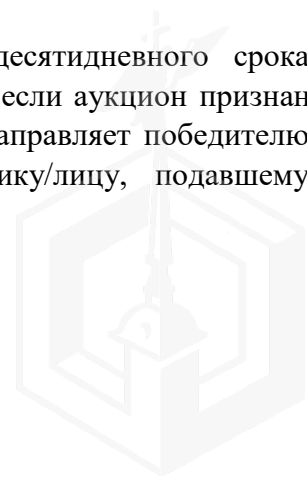 десятидневного срока
если аукцион признан
аправляет победителю
ику/лицу, подавшему